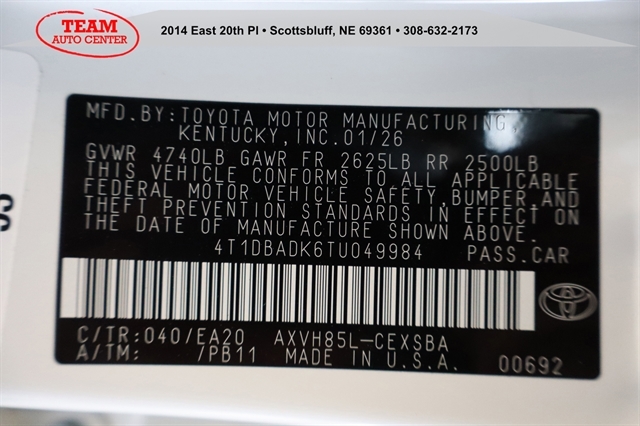 TEAM
AUTO CENTER
2014 East 20th Pl • Scottsbluff, NE 69361 • 308-632-2173
MFD.BY:TOYOTA MOTOR MANUFACTURING,
KENTUCKY,INC.01/26
GVWR 4740LB GAWR FR 2625LB RR 2500LB
THIS VEHICLE CONFORMS TO ALL APPLICABLE
FEDERAL MOTOR VEHICLE SAFETY,BUMPER,AND
THEFT PREVENTION STANDARDS IN EFFECT ON
THE DATE OF MANUFACTURE SHOWN ABOVE.
4T1DBADK6TU049984 PASS.CAR
C/TR:040/EA20 AXVH85L-CEXSBA
A/TM: /PB11 MADE IN U.S.A. 00692